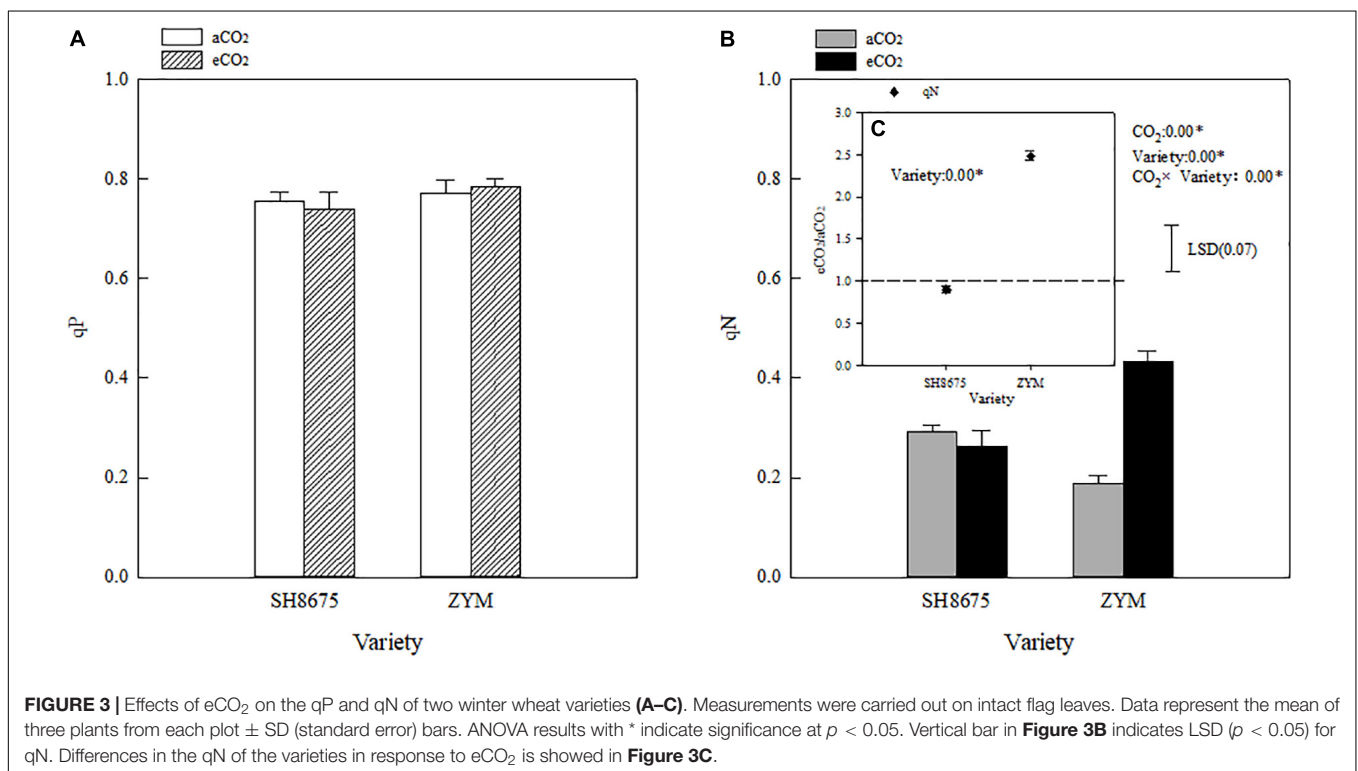 A
aCO₂
eCO₂
1.0
0.8
0.6
0.4
0.2
0.0
qP
SH8675
ZYM
Variety
B
aCO₂
eCO₂
1.0
0.8
0.6
0.4
0.2
0.0
qN
SH8675
ZYM
Variety
qN
C
3.0
2.5
2.0
1.5
1.0
0.5
0.0
eCO₂/aCO₂
Variety:0.00*
SH8675
ZYM
Variety
CO₂:0.00*
Variety:0.00*
CO₂× Variety: 0.00*
LSD(0.07)
FIGURE 3 | Effects of eCO₂ on the qP and qN of two winter wheat varieties (A–C). Measurements were carried out on intact flag leaves. Data represent the mean of
three plants from each plot ± SD (standard error) bars. ANOVA results with * indicate significance at p < 0.05. Vertical bar in Figure 3B indicates LSD (p < 0.05) for
qN. Differences in the qN of the varieties in response to eCO₂ is showed in Figure 3C.